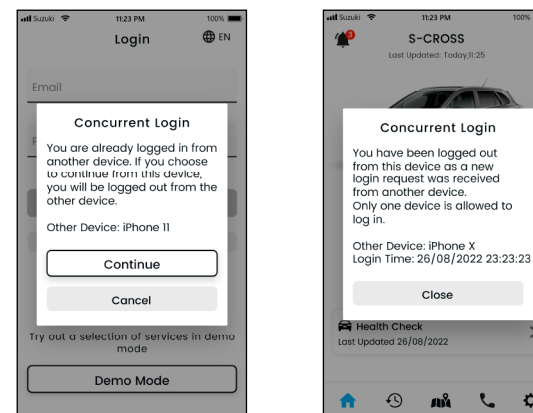 Suzuki 11:23 PM 100%
Login EN
Email
Concurrent Login
You are already logged in from
another device. If you choose
to continue from this device,
you will be logged out from the
other device.
Other Device: iPhone 11
Continue
Cancel
Try out a selection of services in demo
mode
Demo Mode
Suzuki 11:23 PM 100%
3
S-CROSS
Last Updated: Today,11:25
Concurrent Login
You have been logged out
from this device as a new
login request was received
from another device.
Only one device is allowed to
log in.
Other Device: iPhone X
Login Time: 26/08/2022 23:23:23
Close
Health Check
Last Updated 26/08/2022